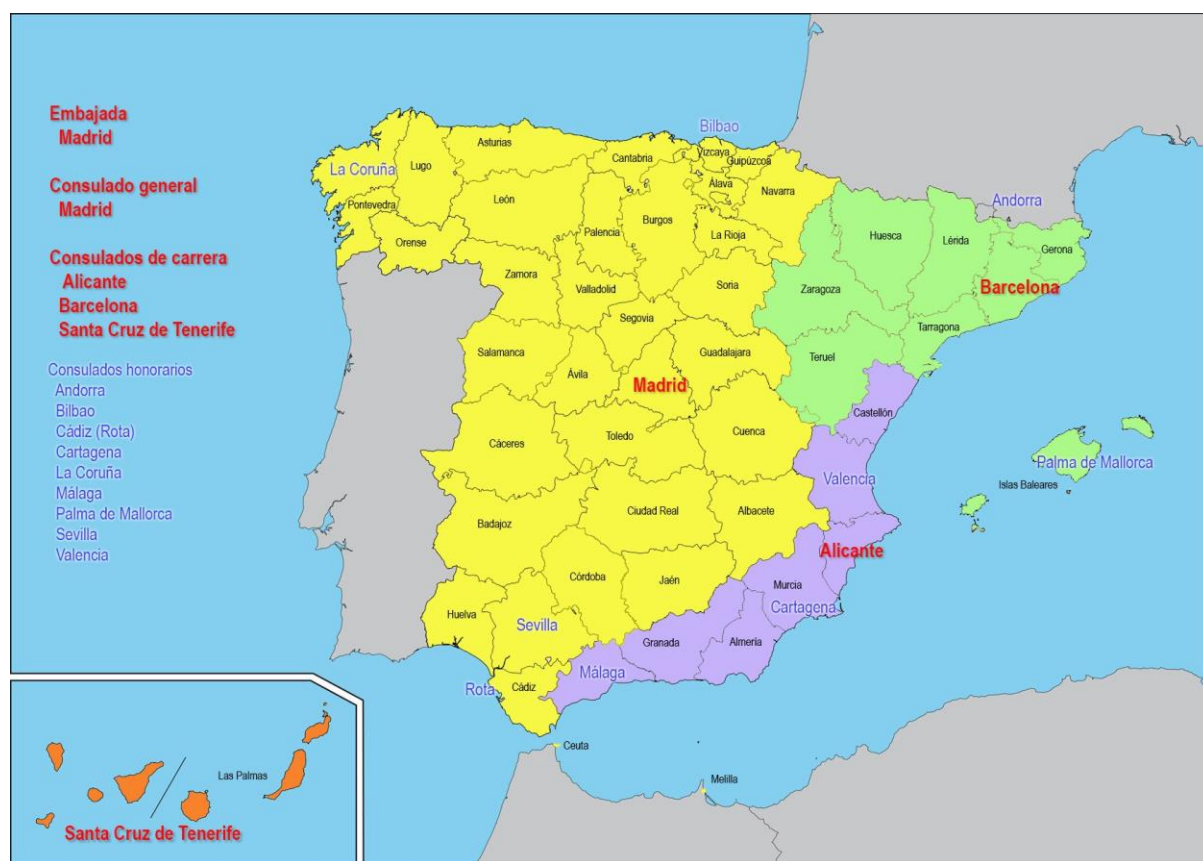 Embajada
Madrid
Consulado general
Madrid
Consulados de carrera
Alicante
Barcelona
Santa Cruz de Tenerife
Consulados honorarios
Andorra
Bilbao
Cádiz (Rota)
Cartagena
La Coruña
Málaga
Palma de Mallorca
Sevilla
Valencia
Bilbao
Asturias
Cantabria
Vizcaya
Guipúzcoa
La Coruña
Lugo
Álava
Navarra
León
Pontevedra
Burgos
Palencia
La Rioja
Orense
Andorra
Huesca
Lérida
Gerona
Zamora
Valladolid
Soria
Zaragoza
Barcelona
Segovia
Tarragona
Salamanca
Guadalajara
Teruel
Ávila
Madrid
Castellón
Cáceres
Toledo
Cuenca
Valencia
Palma de Mallorca
Islas Baleares
Badajoz
Ciudad Real
Albacete
Alicante
Córdoba
Jaén
Murcia
Cartagena
Huelva
Sevilla
Granada
Almería
Málaga
Rota
Cádiz
Ceuta
Melilla
Las Palmas
Santa Cruz de Tenerife